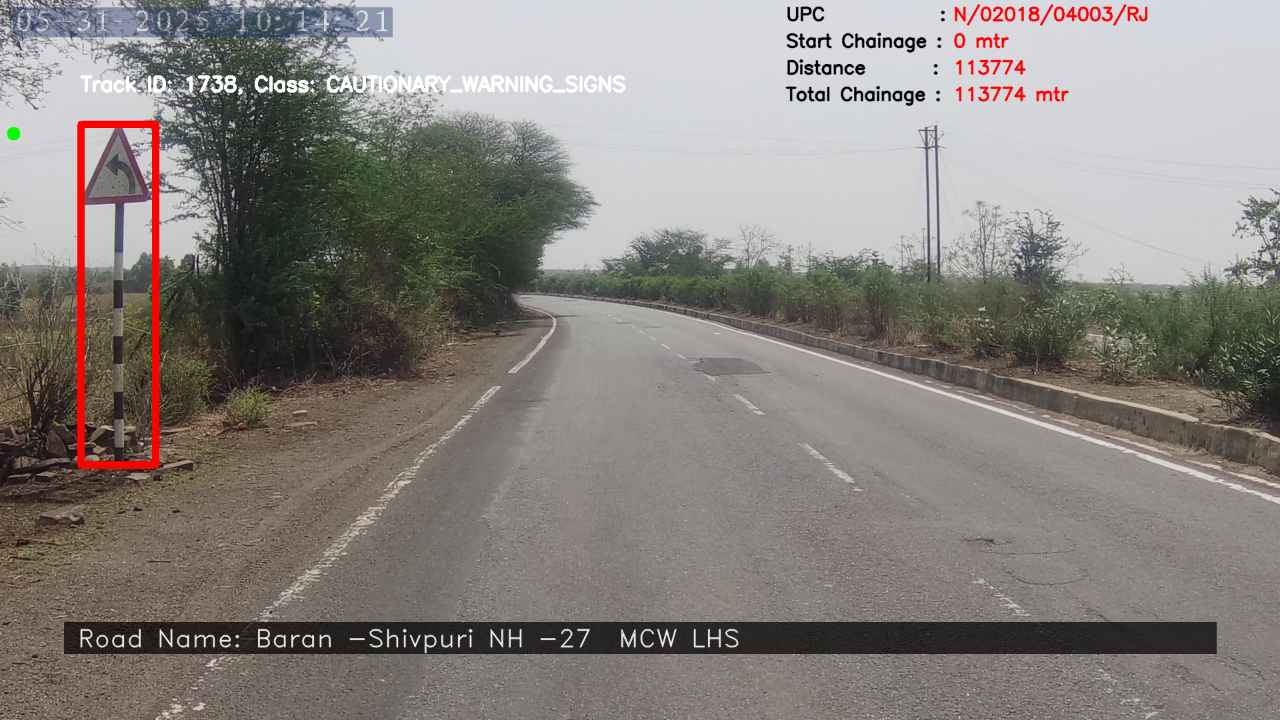 05-31-2025 10:14:21
UPC : N/02018/04003/RJ
Start Chainage : 0 mtr
Distance : 113774
Total Chainage : 113774 mtr
Track ID: 1738, Class: CAUTIONARY_WARNING_SIGNS
Road Name: Baran -Shivpuri NH -27 MCW LHS